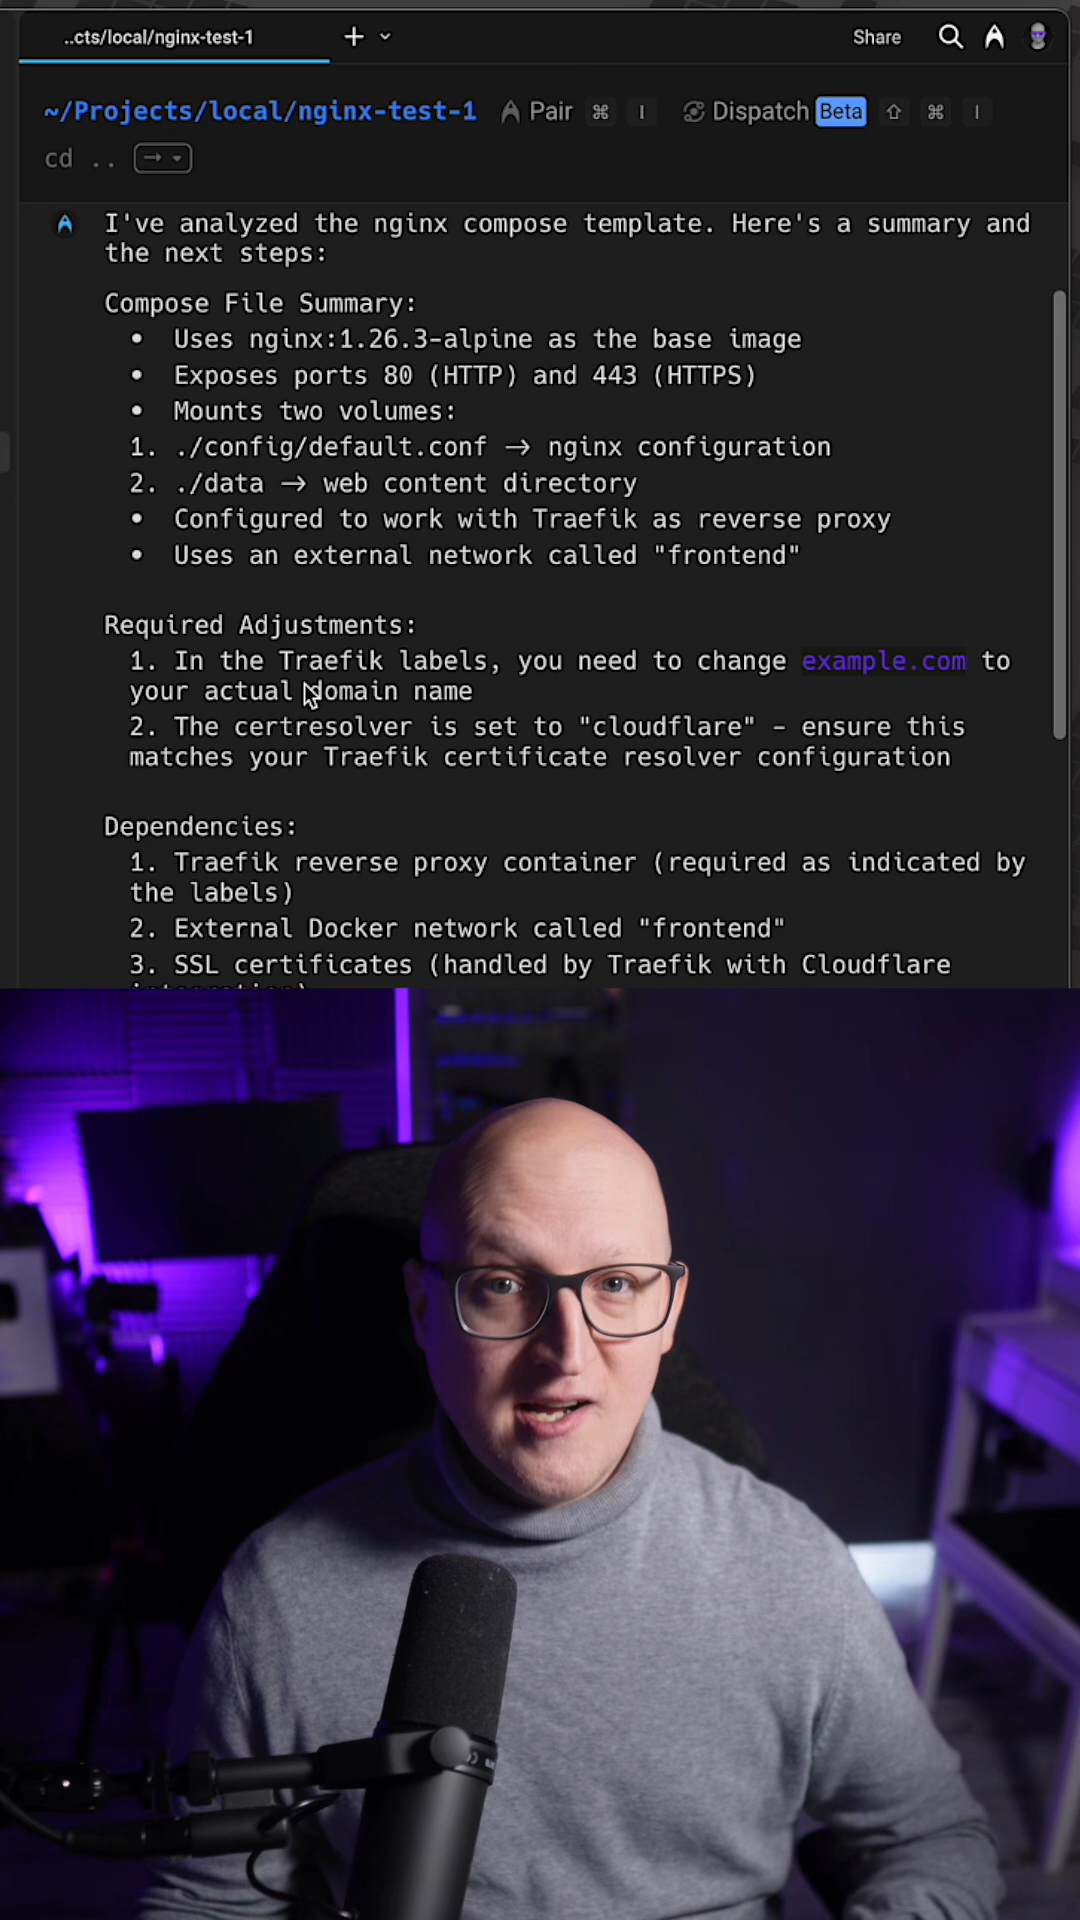 ..cts/local/nginx-test-1
Share
~/Projects/local/nginx-test-1 Pair ⌘ I Dispatch Beta ⇧ ⌘ I
cd .. →
I've analyzed the nginx compose template. Here's a summary and
the next steps:
Compose File Summary:
• Uses nginx:1.26.3-alpine as the base image
• Exposes ports 80 (HTTP) and 443 (HTTPS)
• Mounts two volumes:
1. ./config/default.conf → nginx configuration
2. ./data → web content directory
• Configured to work with Traefik as reverse proxy
• Uses an external network called "frontend"
Required Adjustments:
1. In the Traefik labels, you need to change example.com to
your actual domain name
2. The certresolver is set to "cloudflare" - ensure this
matches your Traefik certificate resolver configuration
Dependencies:
1. Traefik reverse proxy container (required as indicated by
the labels)
2. External Docker network called "frontend"
3. SSL certificates (handled by Traefik with Cloudflare